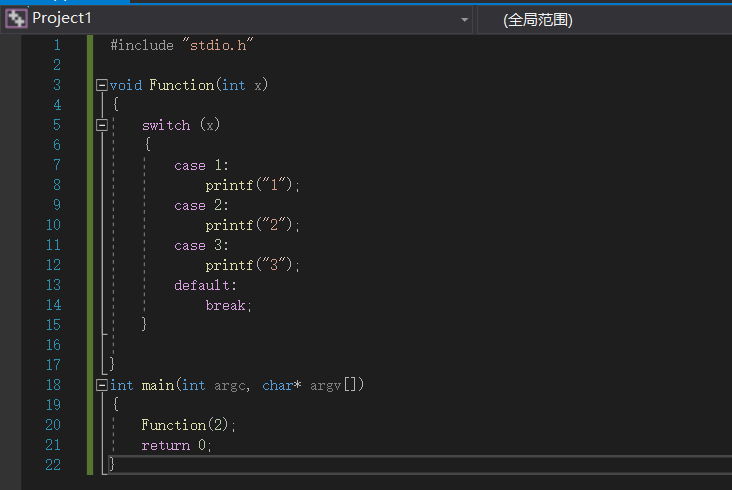 Project1 (全局范围)
1 #include "stdio.h"
2
3 void Function(int x)
4 {
5 switch (x)
6 {
7 case 1:
8 printf("1");
9 case 2:
10 printf("2");
11 case 3:
12 printf("3");
13 default:
14 break;
15 }
16
17 }
18 int main(int argc, char* argv[])
19 {
20 Function(2);
21 return 0;
22 }